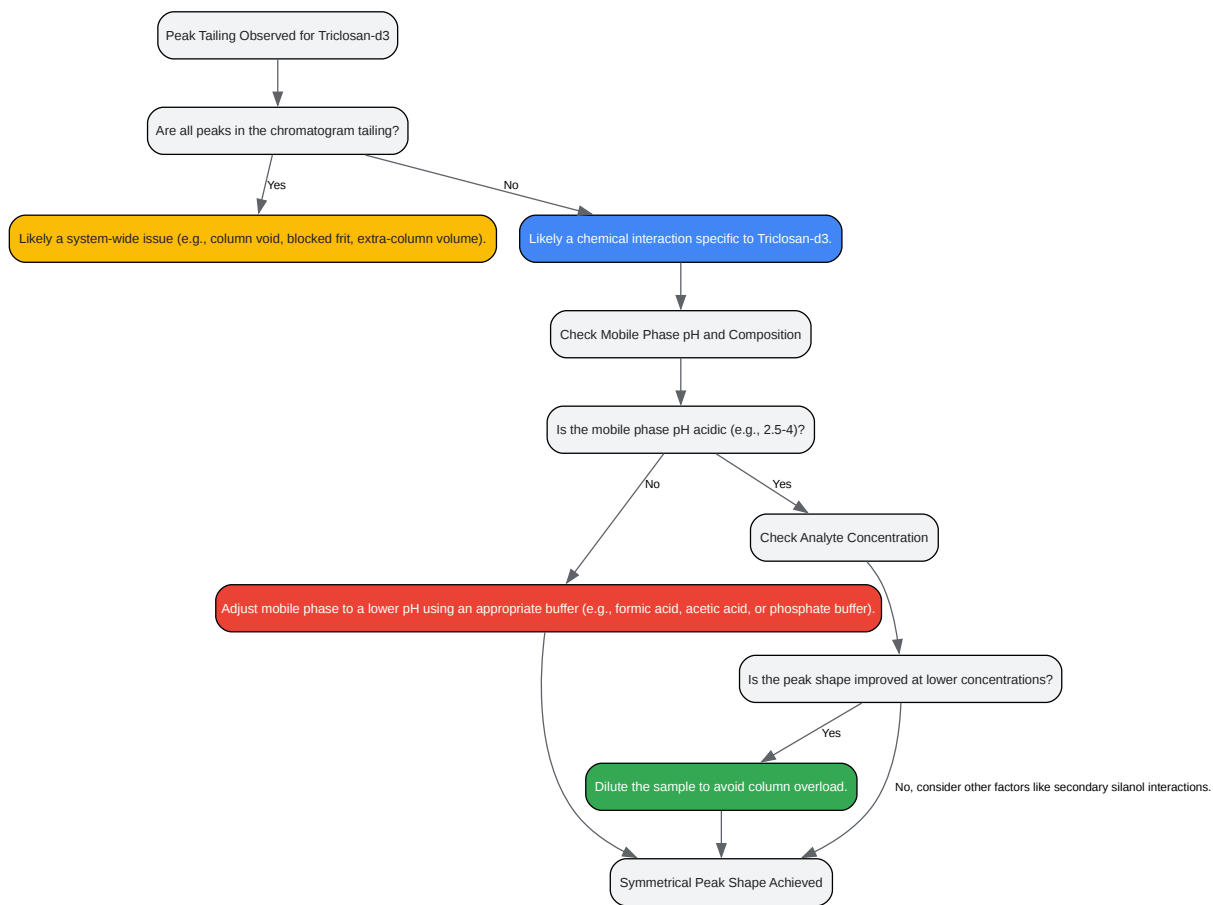 Peak Tailing Observed for Triclosan-d3
Are all peaks in the chromatogram tailing?
Yes
No
Likely a system-wide issue (e.g., column void, blocked frit, extra-column volume).
Likely a chemical interaction specific to Triclosan-d3.
Check Mobile Phase pH and Composition
Is the mobile phase pH acidic (e.g., 2.5-4)?
No
Yes
Check Analyte Concentration
Adjust mobile phase to a lower pH using an appropriate buffer (e.g., formic acid, acetic acid, or phosphate buffer).
Is the peak shape improved at lower concentrations?
Yes
Dilute the sample to avoid column overload.
No, consider other factors like secondary silanol interactions.
Symmetrical Peak Shape Achieved